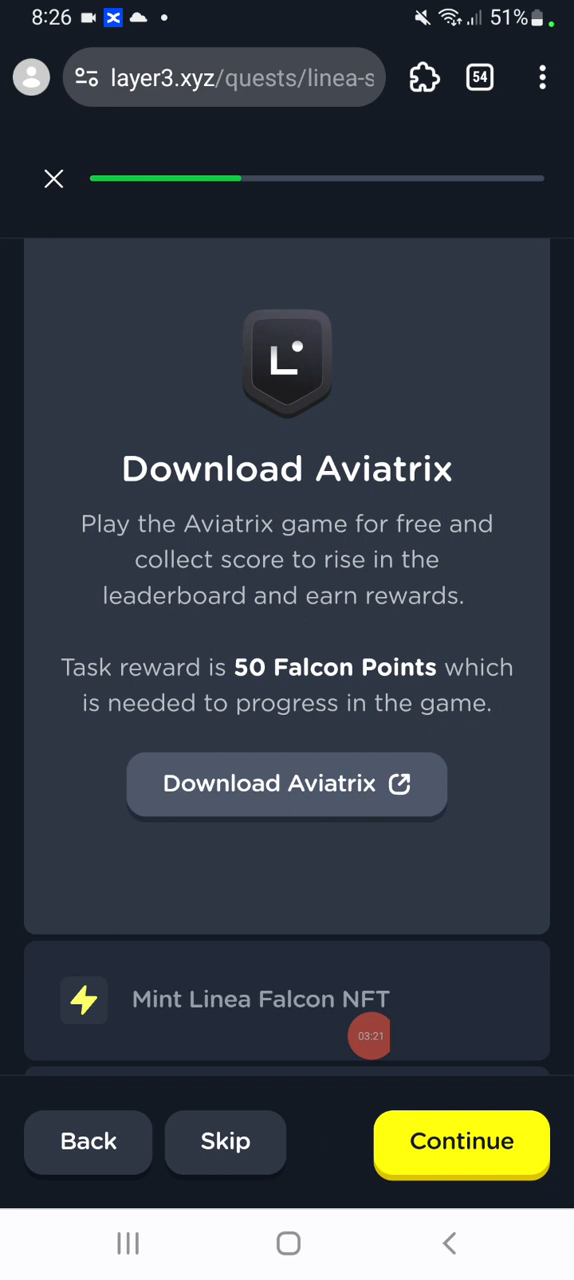 8:26
51%
layer3.xyz/quests/linea-s
54
Download Aviatrix
Play the Aviatrix game for free and
collect score to rise in the
leaderboard and earn rewards.
Task reward is 50 Falcon Points which
is needed to progress in the game.
Download Aviatrix
Mint Linea Falcon NFT
03:21
Back
Skip
Continue